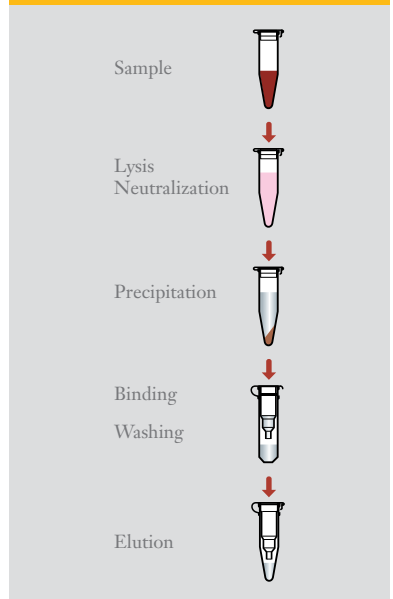 Sample
Lysis
Neutralization
Precipitation
Binding
Washing
Elution